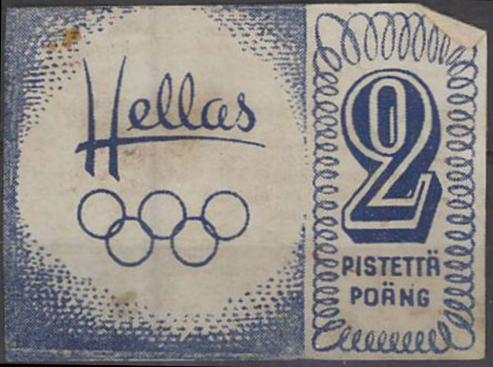 Hellas
2
PISTETTÄ
POÄNG